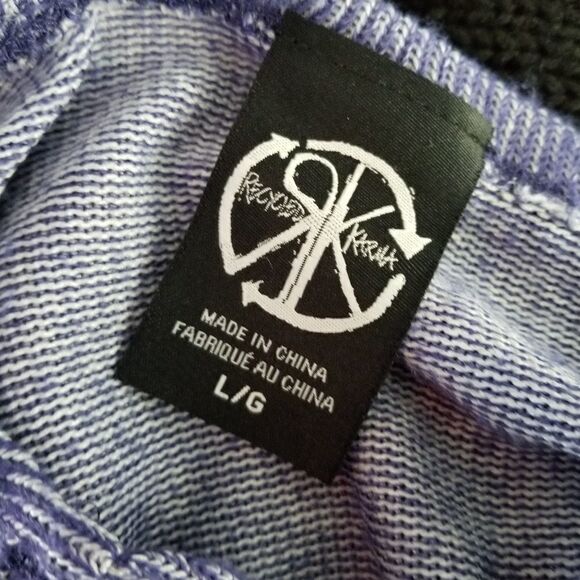 RECYCLED
KARMA
MADE IN CHINA
FABRIQUÉ AU CHINA
L/G